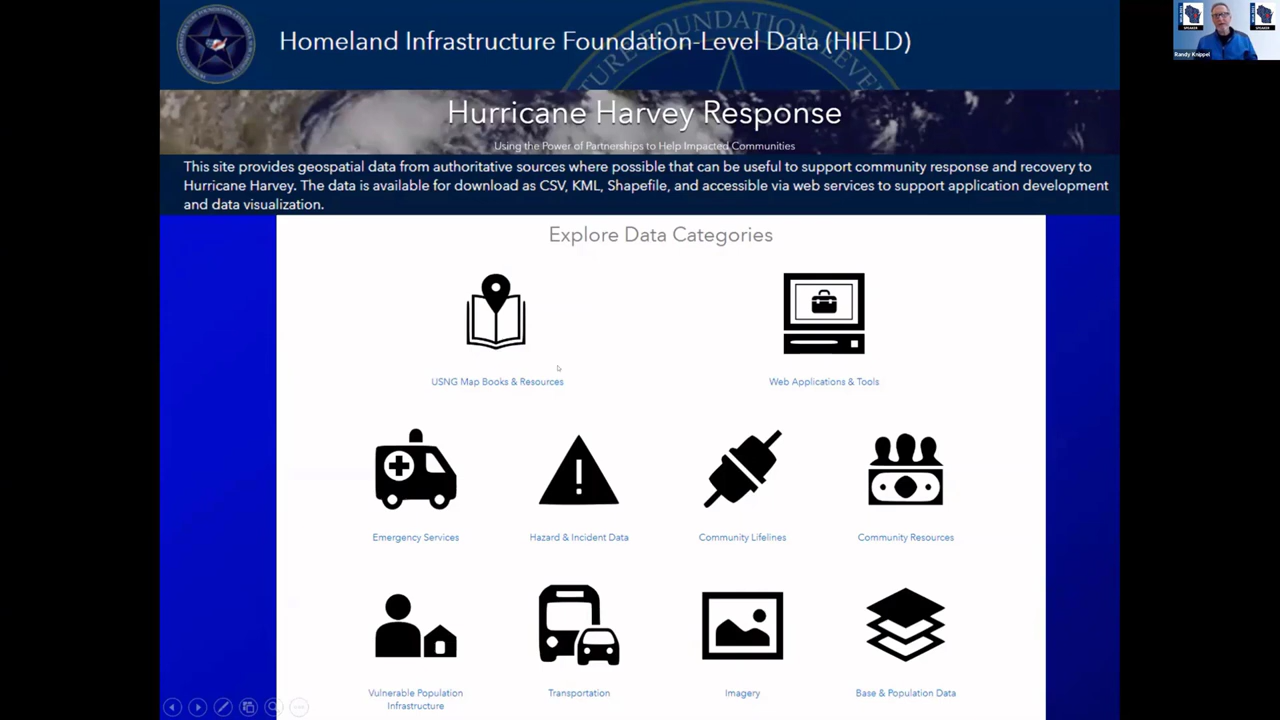 Homeland Infrastructure Foundation-Level Data (HIFLD)
Hurricane Harvey Response
Using the Power of Partnerships to Help Impacted Communities
This site provides geospatial data from authoritative sources where possible that can be useful to support community response and recovery to
Hurricane Harvey. The data is available for download as CSV, KML, Shapefile, and accessible via web services to support application development
and data visualization.
Explore Data Categories
USNG Map Books & Resources
Web Applications & Tools
Emergency Services
Hazard & Incident Data
Community Lifelines
Community Resources
Vulnerable Population
Infrastructure
Transportation
Imagery
Base & Population Data
SPEAKER
SPEAKER
Randy Knippel